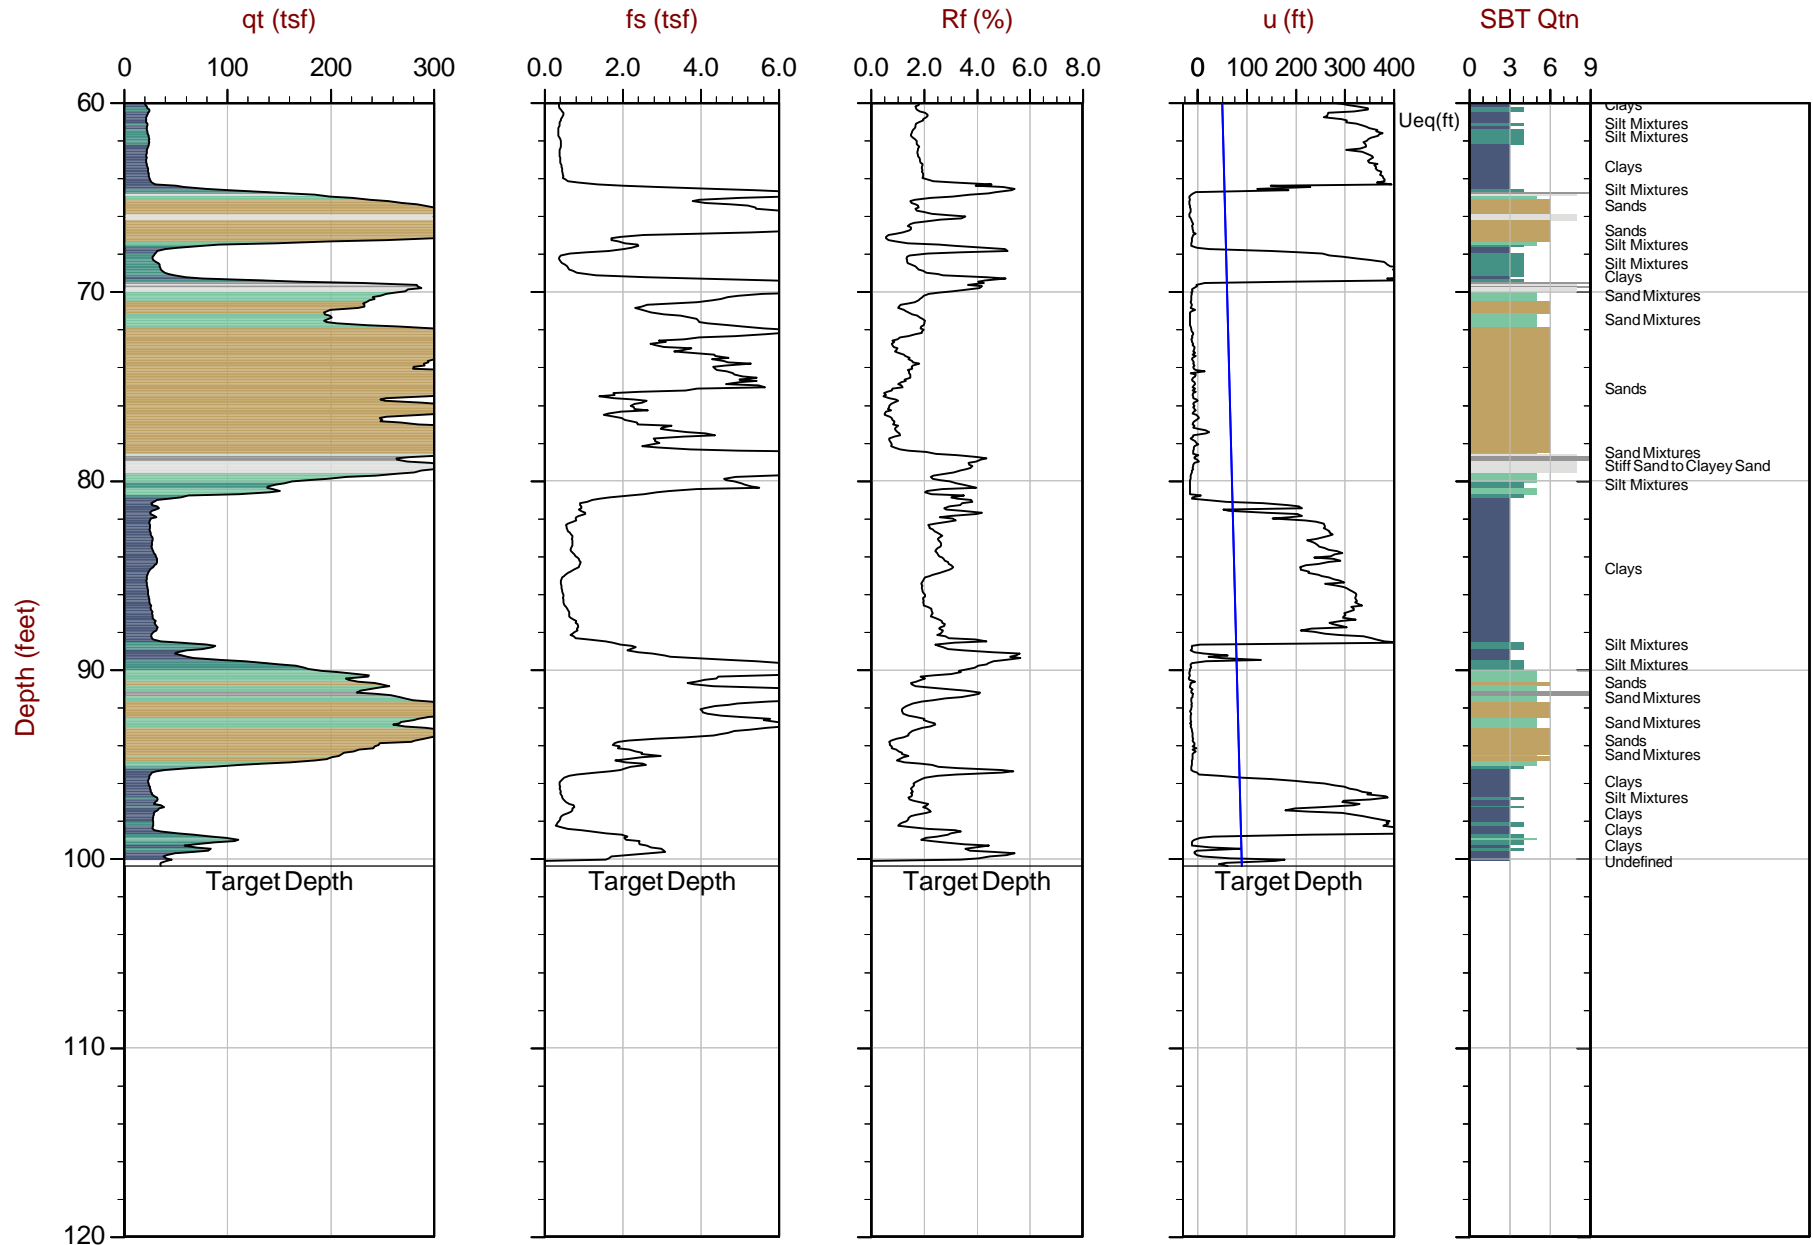 qt (tsf) fs (tsf) Rf (%) u (ft) SBT Qtn
0 100 200 300 0.0 2.0 4.0 6.0 0.0 2.0 4.0 6.0 8.0 0 100 200 300 400 0 3 6 9
60
Clays
Ueq(ft)
Silt Mixtures
Silt Mixtures
Clays
Silt Mixtures
Sands
Sands
Silt Mixtures
Silt Mixtures
Clays
70
Sand Mixtures
Sand Mixtures
Sands
Sand Mixtures
Stiff Sand to Clayey Sand
80
Silt Mixtures
Clays
Depth (feet)
Silt Mixtures
Silt Mixtures
90
Sands
Sand Mixtures
Sand Mixtures
Sands
Sand Mixtures
Clays
Silt Mixtures
Clays
Clays
Clays
100
Undefined
Target Depth Target Depth Target Depth Target Depth
110
120